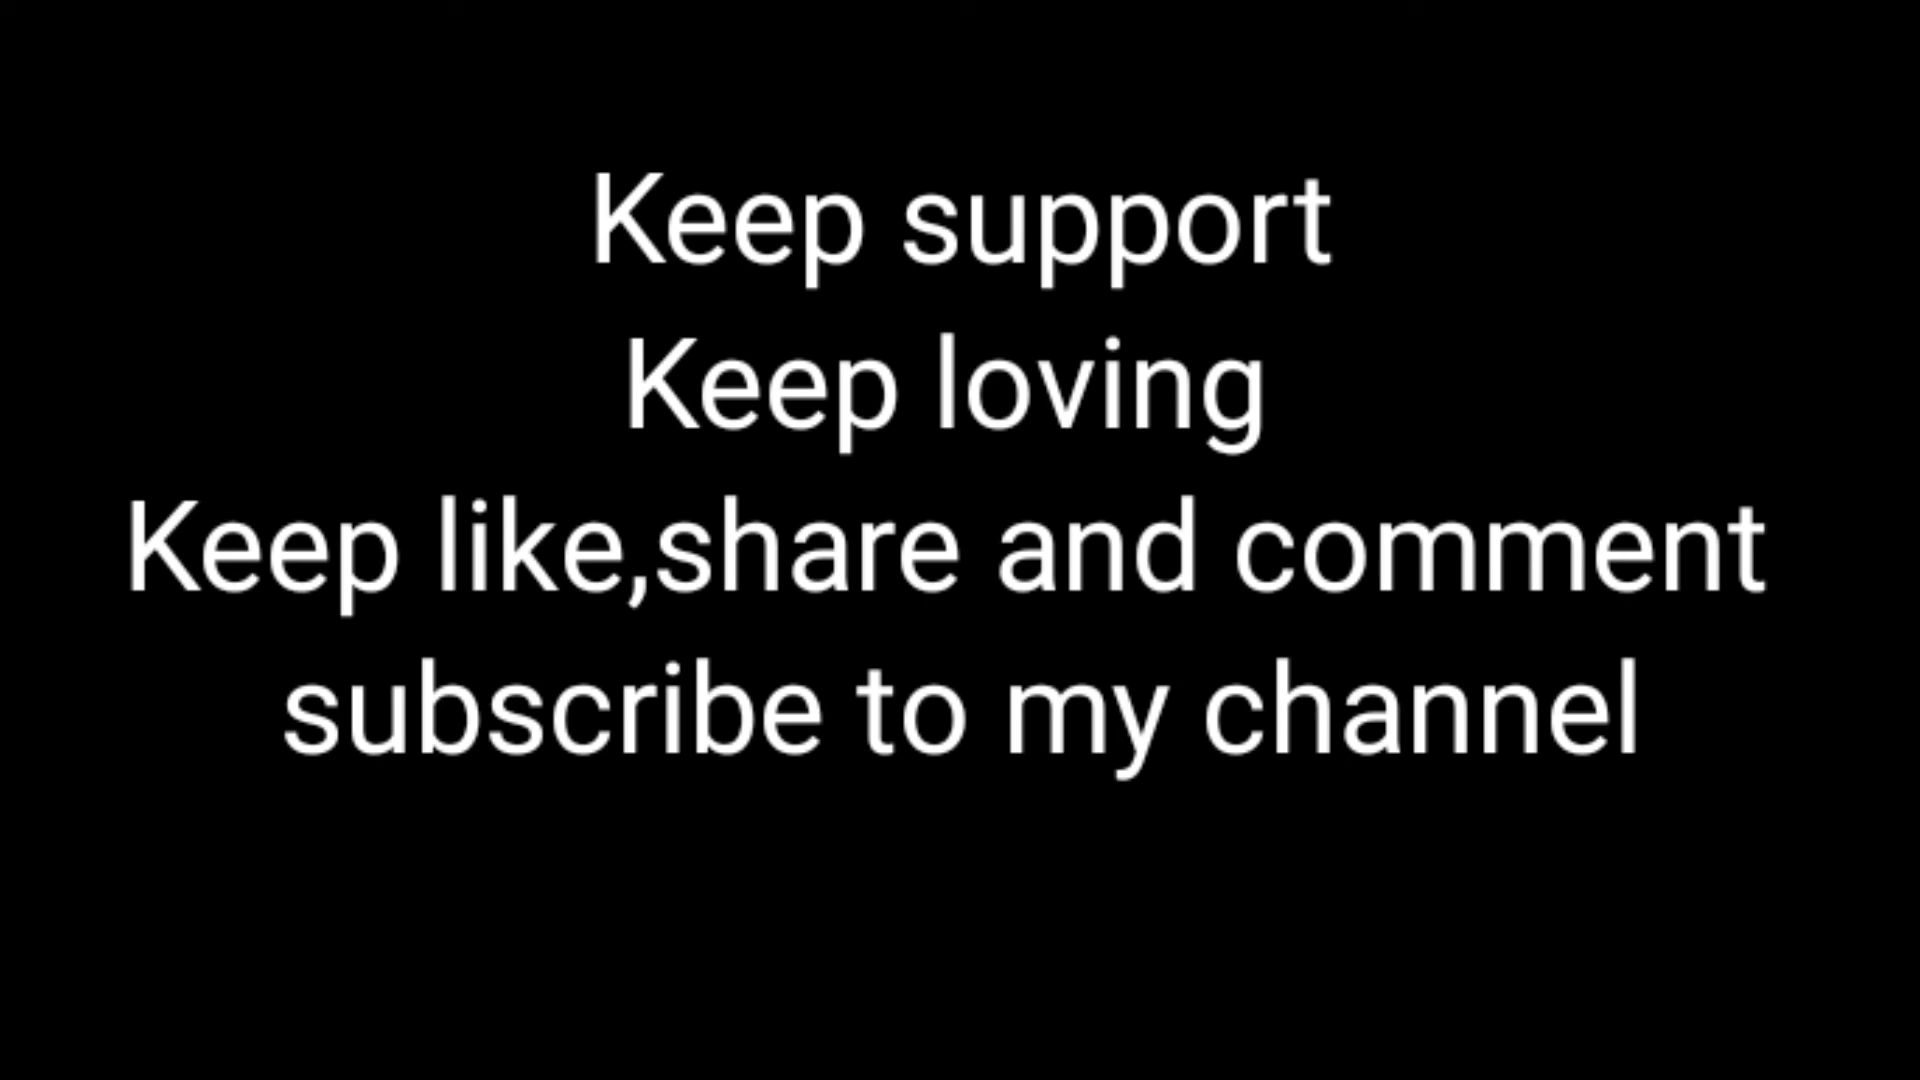 Keep support
Keep loving
Keep like,share and comment
subscribe to my channel